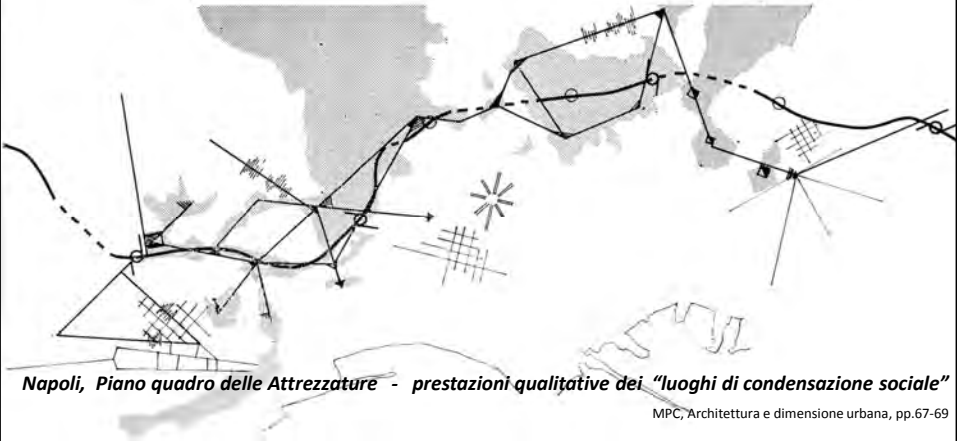 Napoli, Piano quadro delle Attrezzature - prestazioni qualitative dei “luoghi di condensazione sociale”
MPC, Architettura e dimensione urbana, pp.67-69